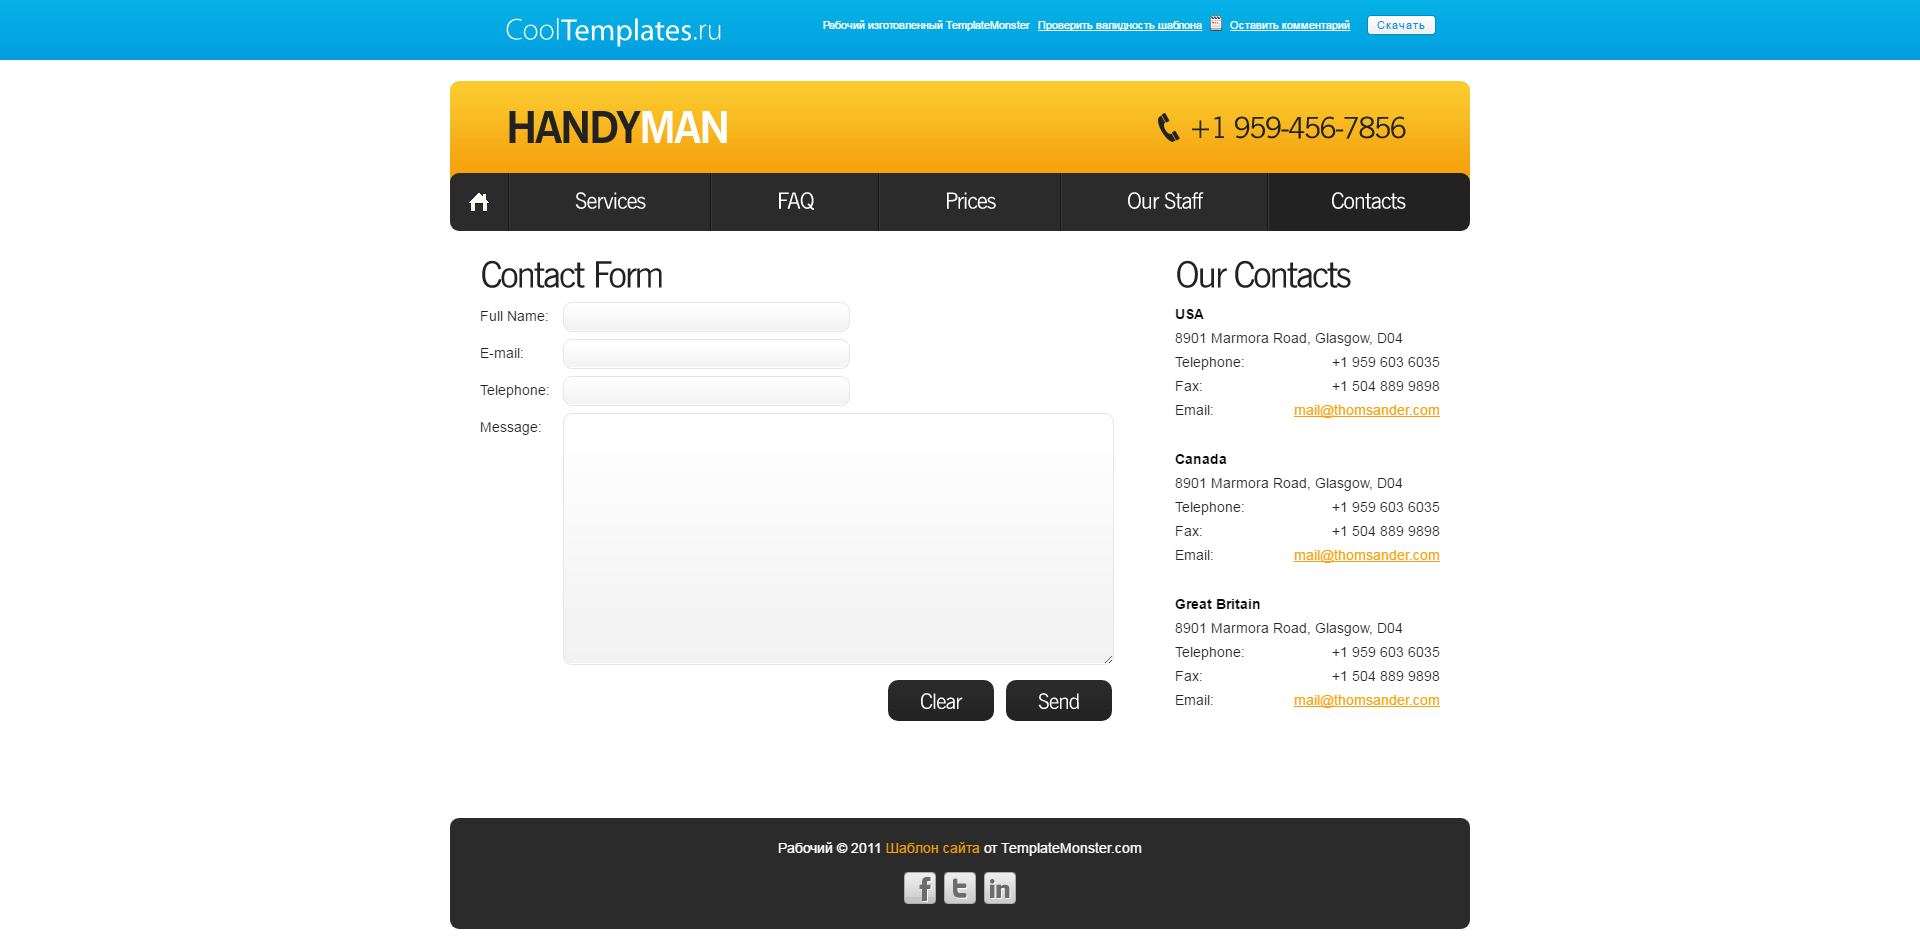 CoolTemplates.ru
Рабочий изготовленный TemplateMonster Проверить валидность шаблона Оставить комментарий Скачать
HANDYMAN
+1 959-456-7856
Services FAQ Prices Our Staff Contacts
Contact Form
Full Name:
E-mail:
Telephone:
Message:
Clear Send
Our Contacts
USA
8901 Marmora Road, Glasgow, D04
Telephone: +1 959 603 6035
Fax: +1 504 889 9898
Email: mail@thomsander.com
Canada
8901 Marmora Road, Glasgow, D04
Telephone: +1 959 603 6035
Fax: +1 504 889 9898
Email: mail@thomsander.com
Great Britain
8901 Marmora Road, Glasgow, D04
Telephone: +1 959 603 6035
Fax: +1 504 889 9898
Email: mail@thomsander.com
Рабочий © 2011 Шаблон сайта от TemplateMonster.com
f t in